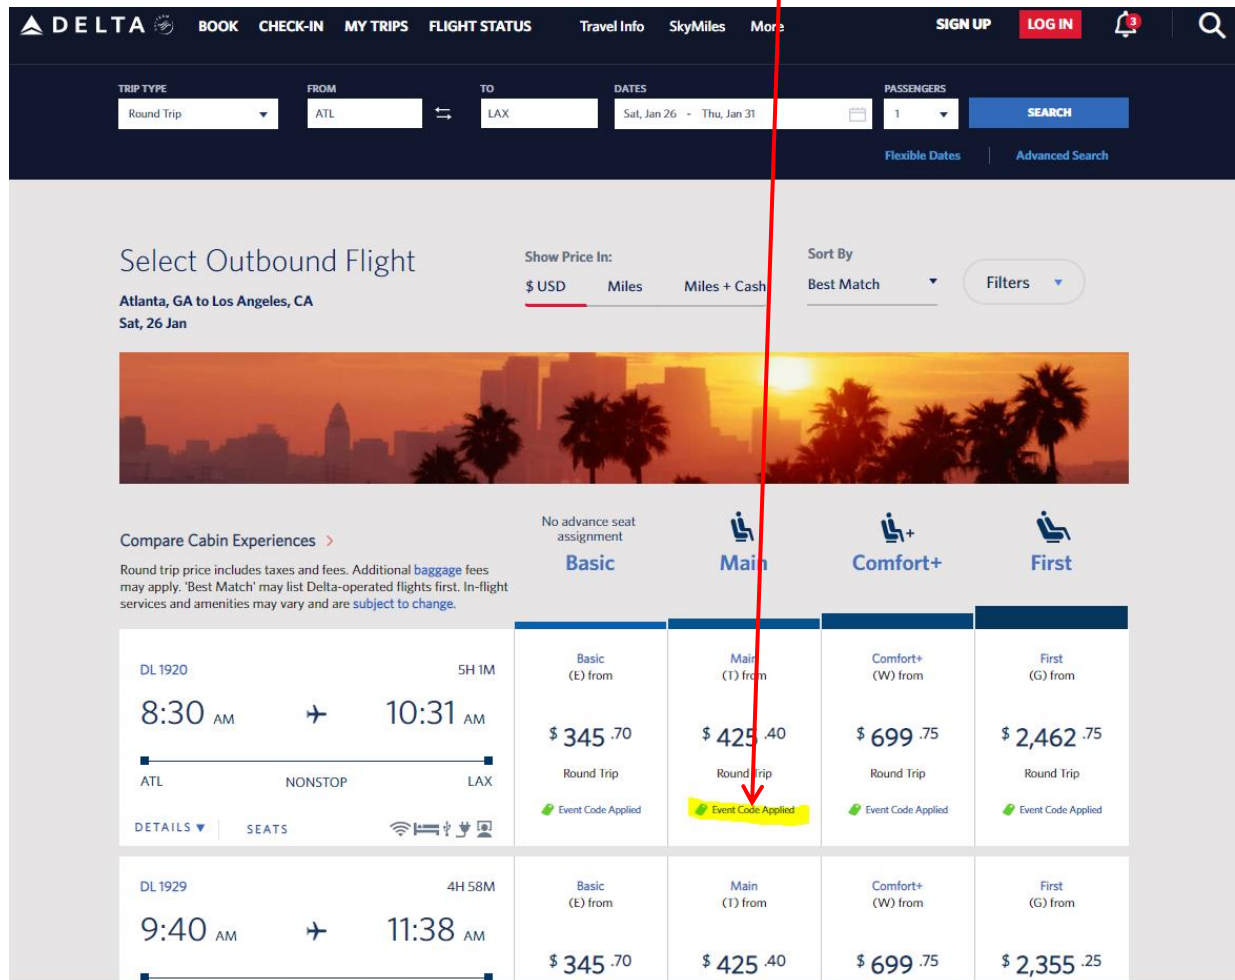 DELTA BOOK CHECK-IN MY TRIPS FLIGHT STATUS Travel Info SkyMiles More SIGN UP LOG IN 3
TRIP TYPE FROM TO DATES PASSENGERS
Round Trip ATL LAX Sat, Jan 26 - Thu, Jan 31 1 SEARCH
Flexible Dates Advanced Search
Select Outbound Flight
Atlanta, GA to Los Angeles, CA
Sat, 26 Jan
Show Price In:
$ USD Miles Miles + Cash
Sort By
Best Match
Filters
Compare Cabin Experiences >
Round trip price includes taxes and fees. Additional baggage fees
may apply. 'Best Match' may list Delta-operated flights first. In-flight
services and amenities may vary and are subject to change.
No advance seat
assignment
Basic Main Comfort+ First
DL 1920 5H 1M
8:30 AM 10:31 AM
ATL NONSTOP LAX
DETAILS SEATS
Basic
(E) from
$ 345 .70
Round Trip
Event Code Applied
Main
(T) from
$ 425 .40
Round Trip
Event Code Applied
Comfort+
(W) from
$ 699 .75
Round Trip
Event Code Applied
First
(G) from
$ 2,462 .75
Round Trip
Event Code Applied
DL 1929 4H 58M
9:40 AM 11:38 AM
Basic
(E) from
$ 345 .70
Main
(T) from
$ 425 .40
Comfort+
(W) from
$ 699 .75
First
(G) from
$ 2,355 .25